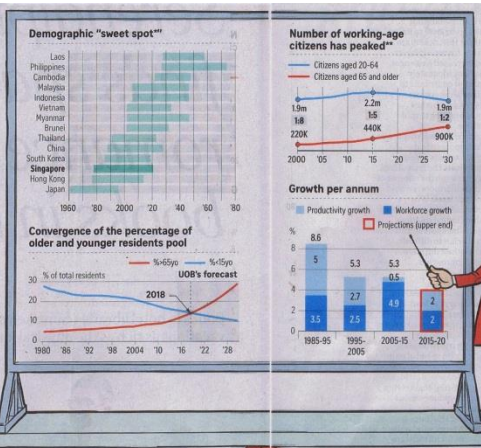 Demographic "sweet spot*"
Laos
Philippines
Cambodia
Malaysia
Indonesia
Vietnam
Myanmar
Brunei
Thailand
China
South Korea
Singapore
Hong Kong
Japan
1960 '80 2000 '20 '40 '60 '80
Convergence of the percentage of
older and younger residents pool
%>65yo %<15yo
% of total residents UOB's forecast
30
2018
20
10
0
1980 '86 '92 '98 2004 '10 '16 '22 '28
Number of working-age
citizens has peaked**
Citizens aged 20-64
Citizens aged 65 and older
1.9m 2.2m 1.9m
1:8 1:5 1:2
220K 440K 900K
2000 '05 '10 '15 '20 '25 '30
Growth per annum
Productivity growth Workforce growth
Projections (upper end)
%
8 8.6
6 5 5.3 5.3
4 2.7 0.5
2 3.5 2.5 4.9 2 2
0
1985-95 1995-2005 2005-15 2015-20